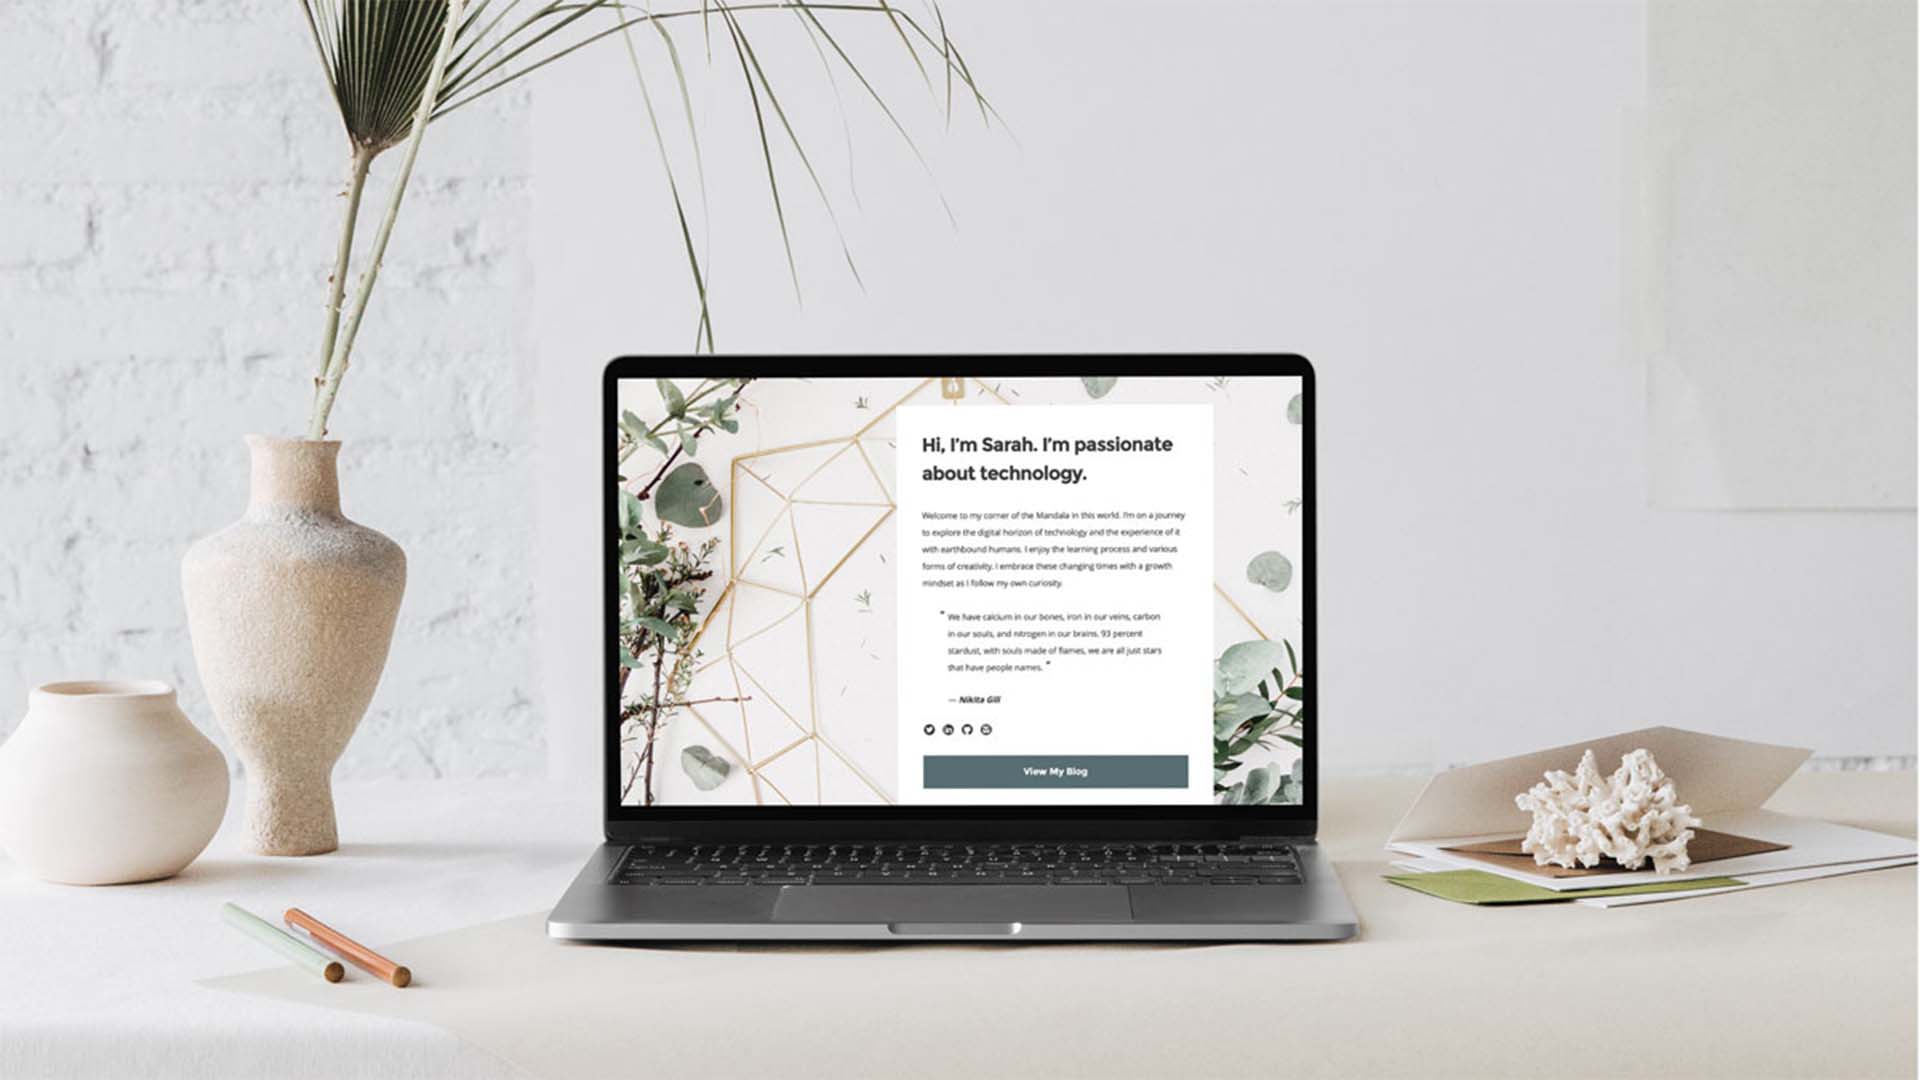 Hi, I'm Sarah. I'm passionate
about technology.
Welcome to my corner of the Mandala in this world. I'm on a journey
to explore the digital horizon of technology and the experience of it
with earthbound humans. I enjoy the learning process and various
forms of creativity. I embrace these changing times with a growth
mindset as I follow my own curiosity.
" We have calcium in our bones, iron in our veins, carbon
in our souls, and nitrogen in our brains. 93 percent
stardust, with souls made of flames, we are all just stars
that have people names. "
— Nikita Gill
View My Blog